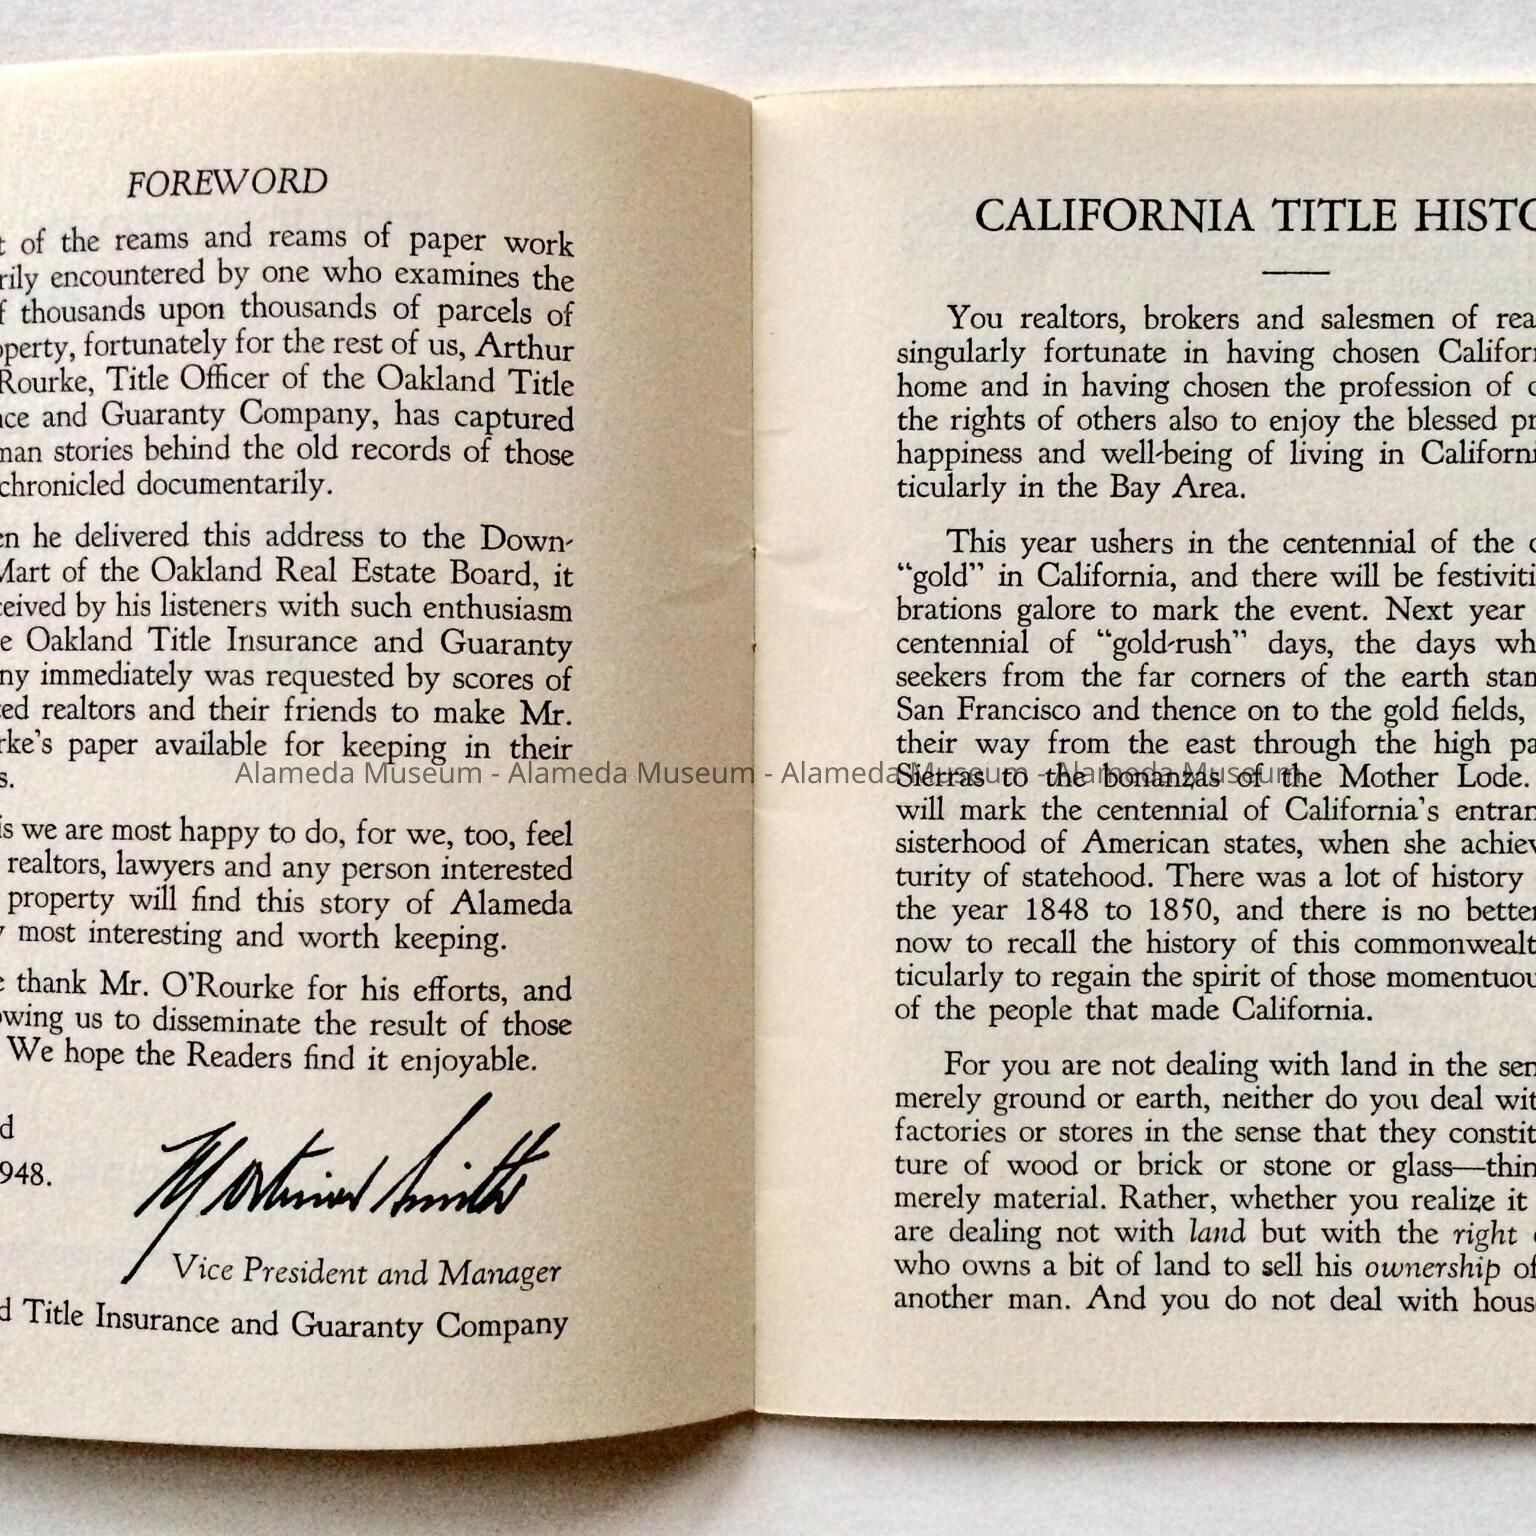 FOREWORD
of the reams and reams of paper work
encountered by one who examines the
thousands upon thousands of parcels of
fortunately for the rest of us, Arthur
Rourke, Title Officer of the Oakland Title
and Guaranty Company, has captured
stories behind the old records of those
chronicled documentarily.
he delivered this address to the Down-
Mart of the Oakland Real Estate Board, it
by his listeners with such enthusiasm
Oakland Title Insurance and Guaranty
immediately was requested by scores of
realtors and their friends to make Mr.
paper available for keeping in their
we are most happy to do, for we, too, feel
realtors, lawyers and any person interested
property will find this story of Alameda
most interesting and worth keeping.
thank Mr. O'Rourke for his efforts, and
us to disseminate the result of those
We hope the Readers find it enjoyable.
948.
Mortimer Smith
Vice President and Manager
Title Insurance and Guaranty Company
CALIFORNIA TITLE HISTO
You realtors, brokers and salesmen of rea
singularly fortunate in having chosen Califor
home and in having chosen the profession of
the rights of others also to enjoy the blessed pr
happiness and well-being of living in Californi
ticularly in the Bay Area.
This year ushers in the centennial of the
"gold" in California, and there will be festiviti
brations galore to mark the event. Next year
centennial of "gold-rush" days, the days wh
seekers from the far corners of the earth stam
San Francisco and thence on to the gold fields,
their way from the east through the high pa
Sierras to the bonanzas of the Mother Lode.
will mark the centennial of California's entran
sisterhood of American states, when she achiev
turity of statehood. There was a lot of history
the year 1848 to 1850, and there is no better
now to recall the history of this commonwealt
ticularly to regain the spirit of those momentuou
of the people that made California.
For you are not dealing with land in the sen
merely ground or earth, neither do you deal wit
factories or stores in the sense that they constit
ture of wood or brick or stone or glass—thin
merely material. Rather, whether you realize it
are dealing not with land but with the right
who owns a bit of land to sell his ownership of
another man. And you do not deal with hous
Alameda Museum - Alameda Museum - Alameda Museum - Alameda Museum